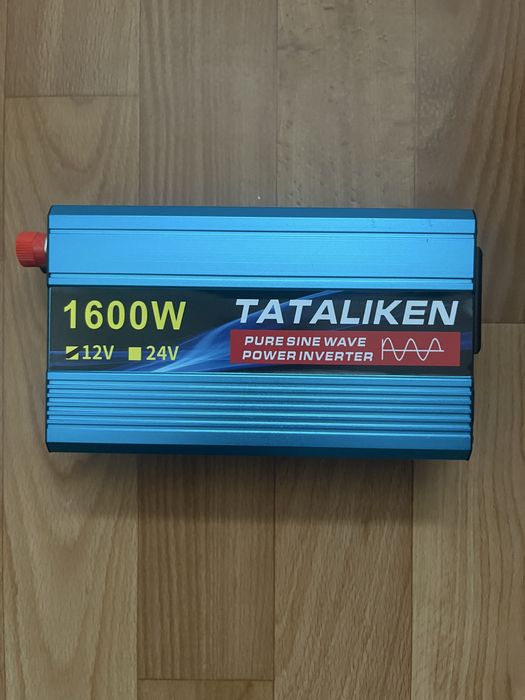 1600W
12V 24V
TATALIKEN
PURE SINE WAVE
POWER INVERTER